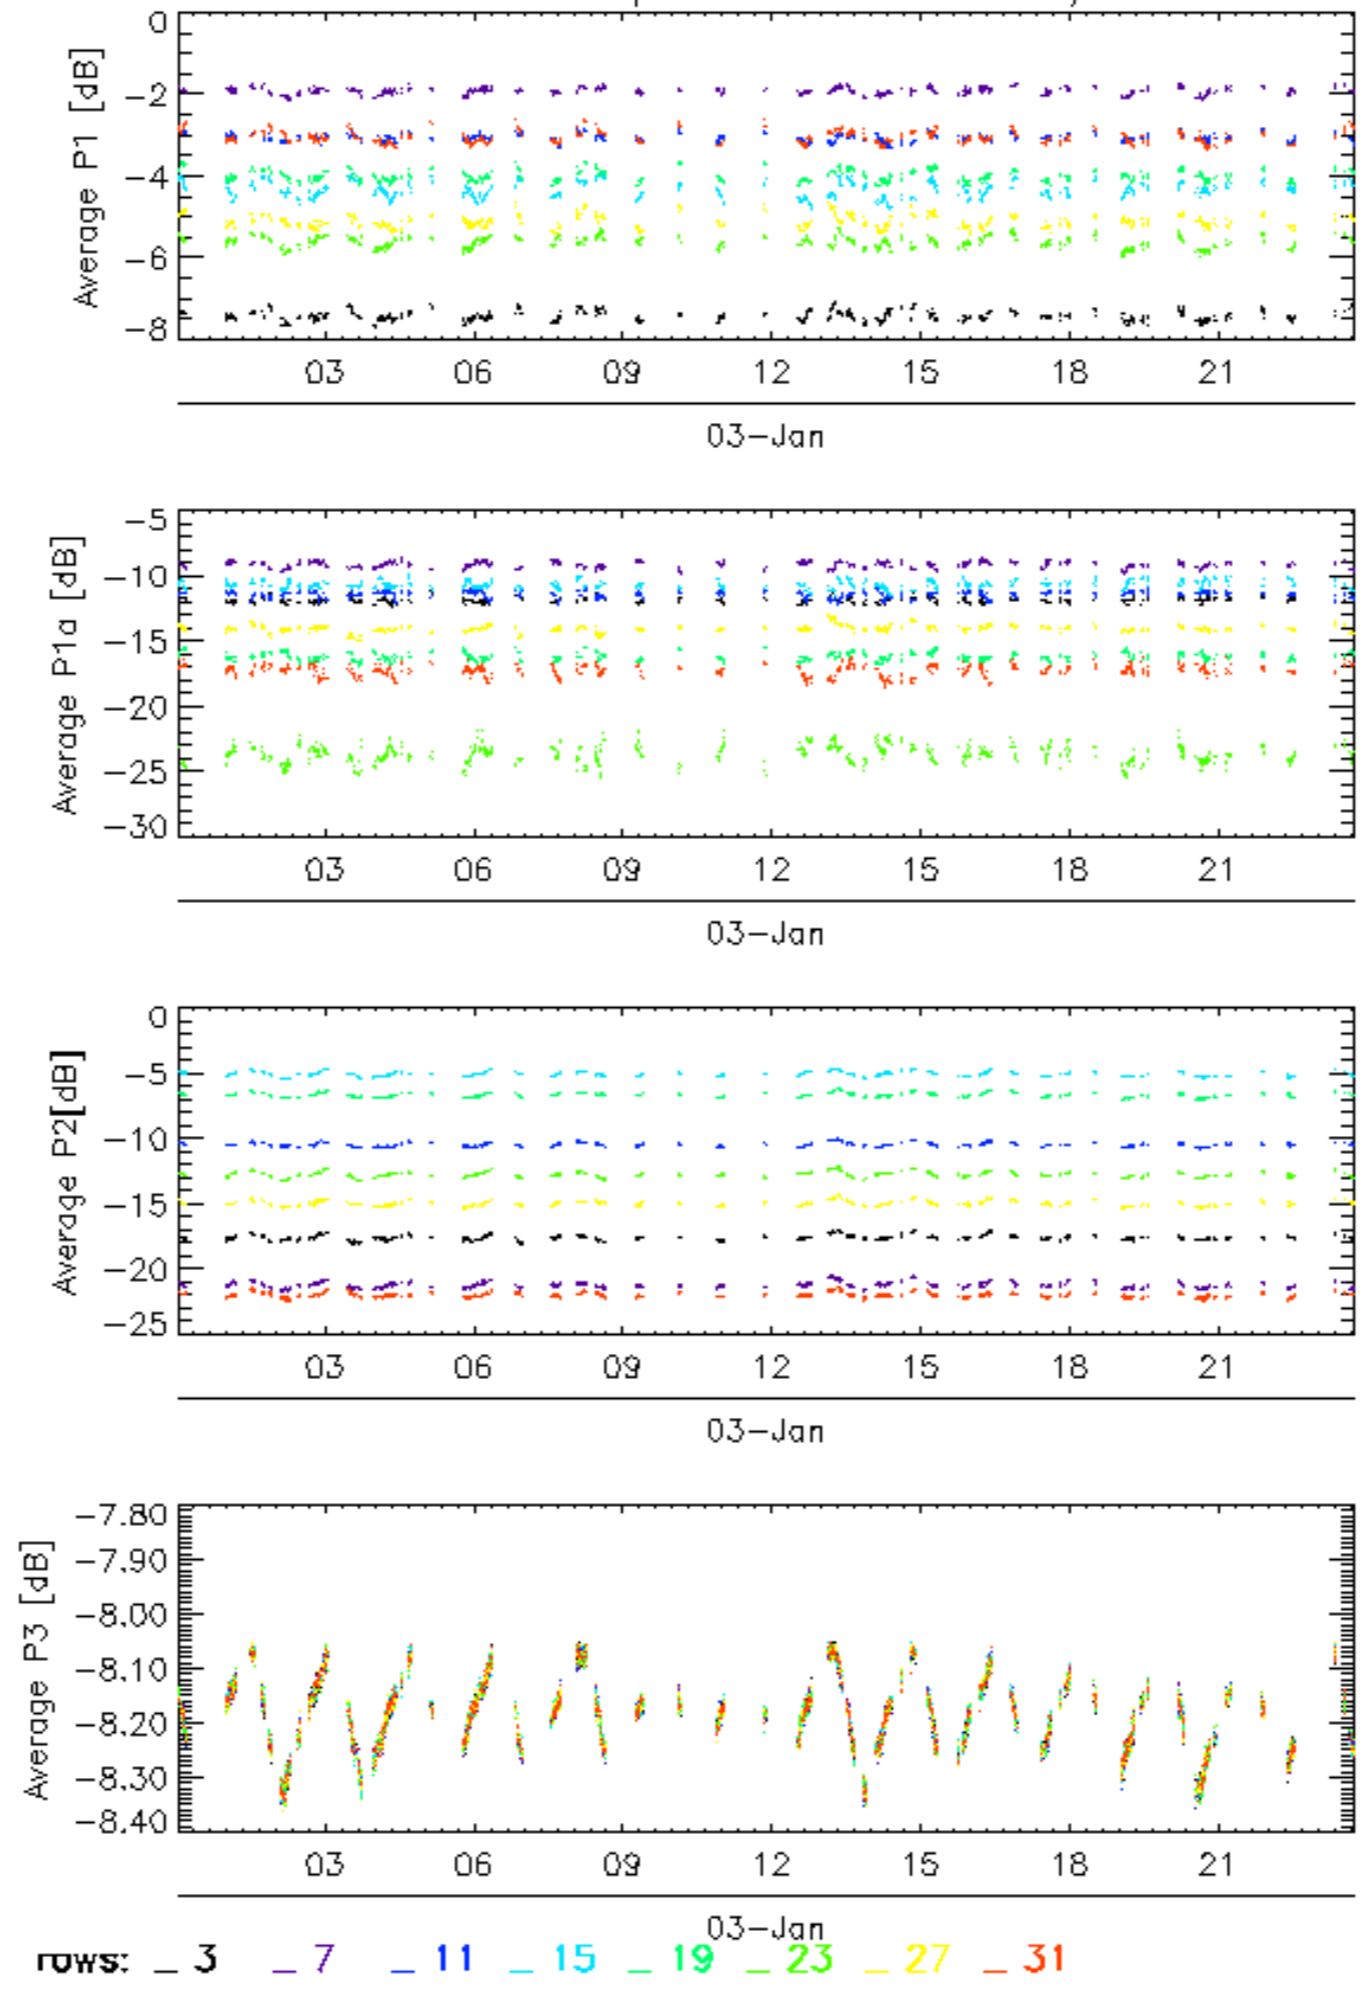 Average P1 [dB]
0
−2
−4
−6
−8
03 06 09 12 15 18 21
03−Jan
Average P1a [dB]
−5
−10
−15
−20
−25
−30
03 06 09 12 15 18 21
03−Jan
Average P2[dB]
0
−5
−10
−15
−20
−25
03 06 09 12 15 18 21
03−Jan
Average P3 [dB]
−7.80
−7.90
−8.00
−8.10
−8.20
−8.30
−8.40
03 06 09 12 15 18 21
03−Jan
rows: _ 3 _ 7 _ 11 _ 15 _ 19 _ 23 _ 27 _ 31